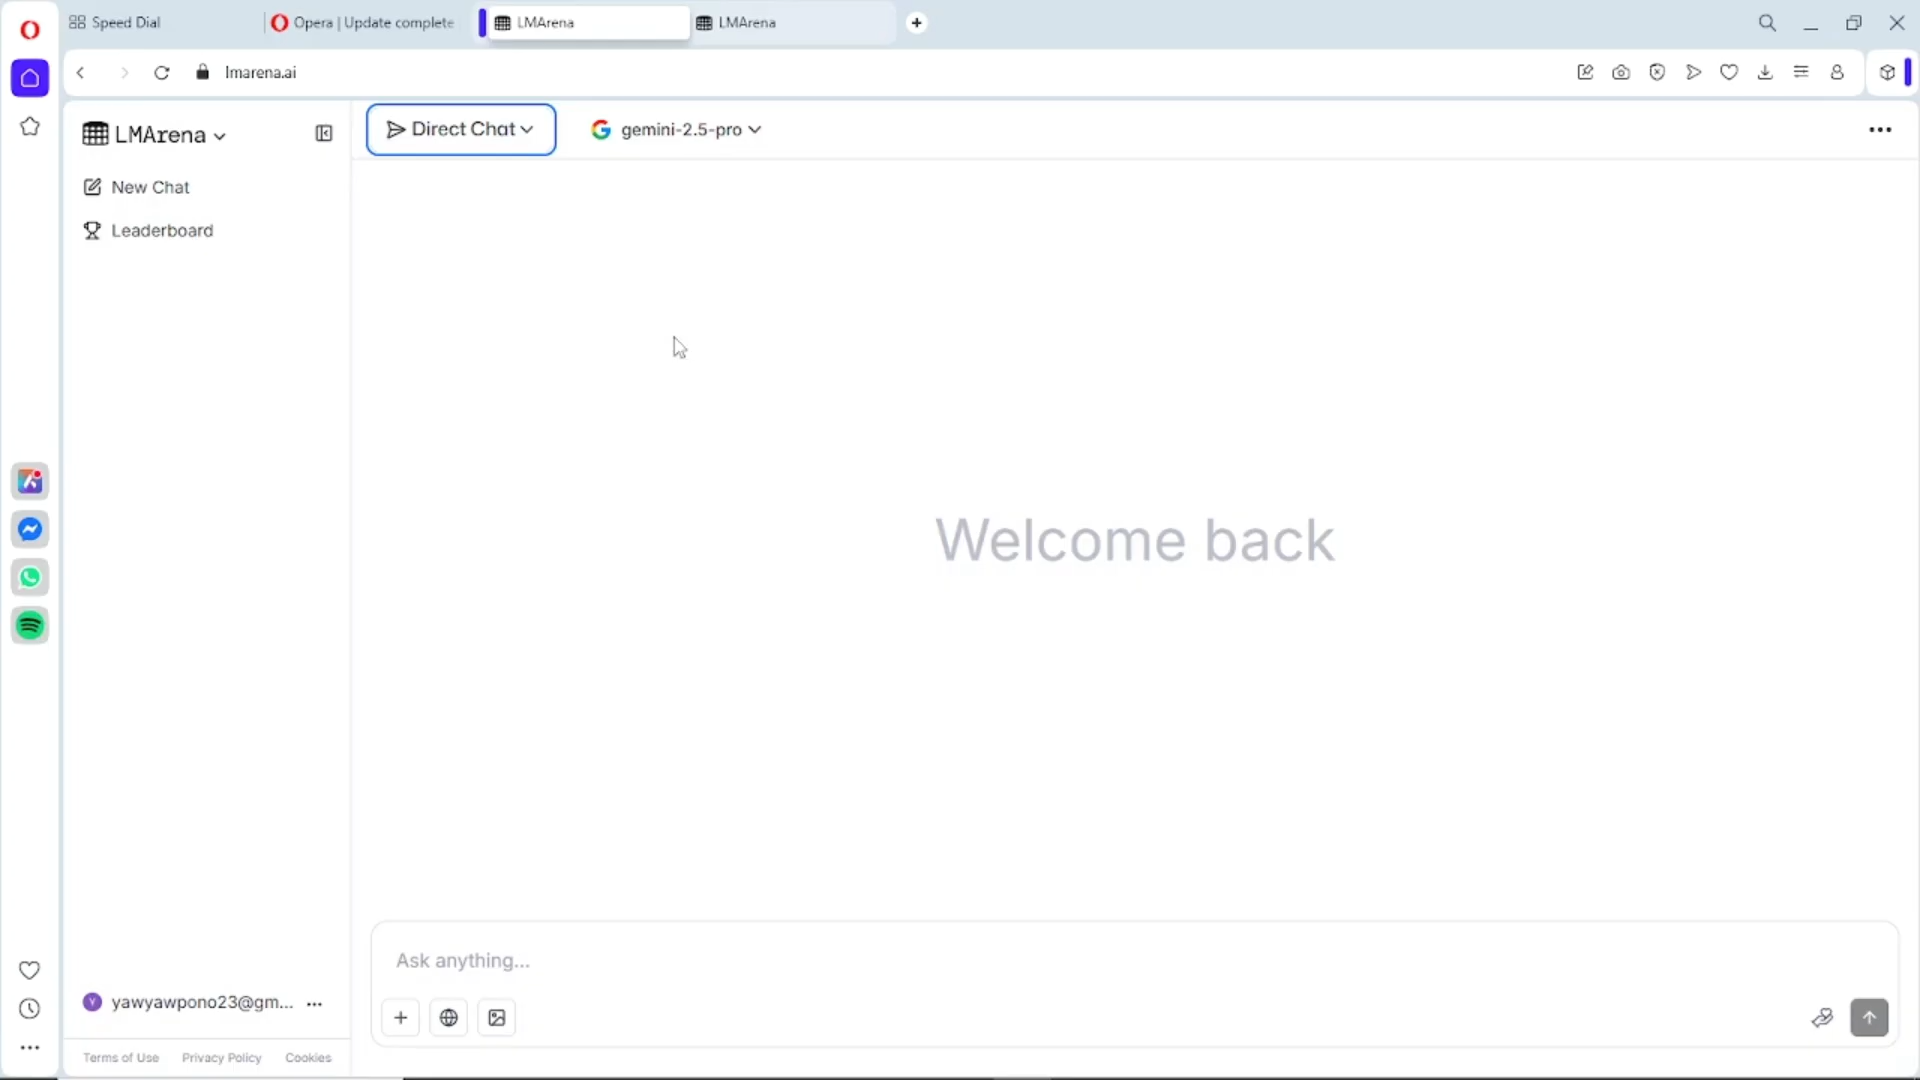 Speed Dial
Opera | Update complete
LMArena
LMArena
lmarena.ai
LMArena
Direct Chat
gemini-2.5-pro
New Chat
Leaderboard
Welcome back
Ask anything...
yawyawpono23@gm...
Terms of Use
Privacy Policy
Cookies